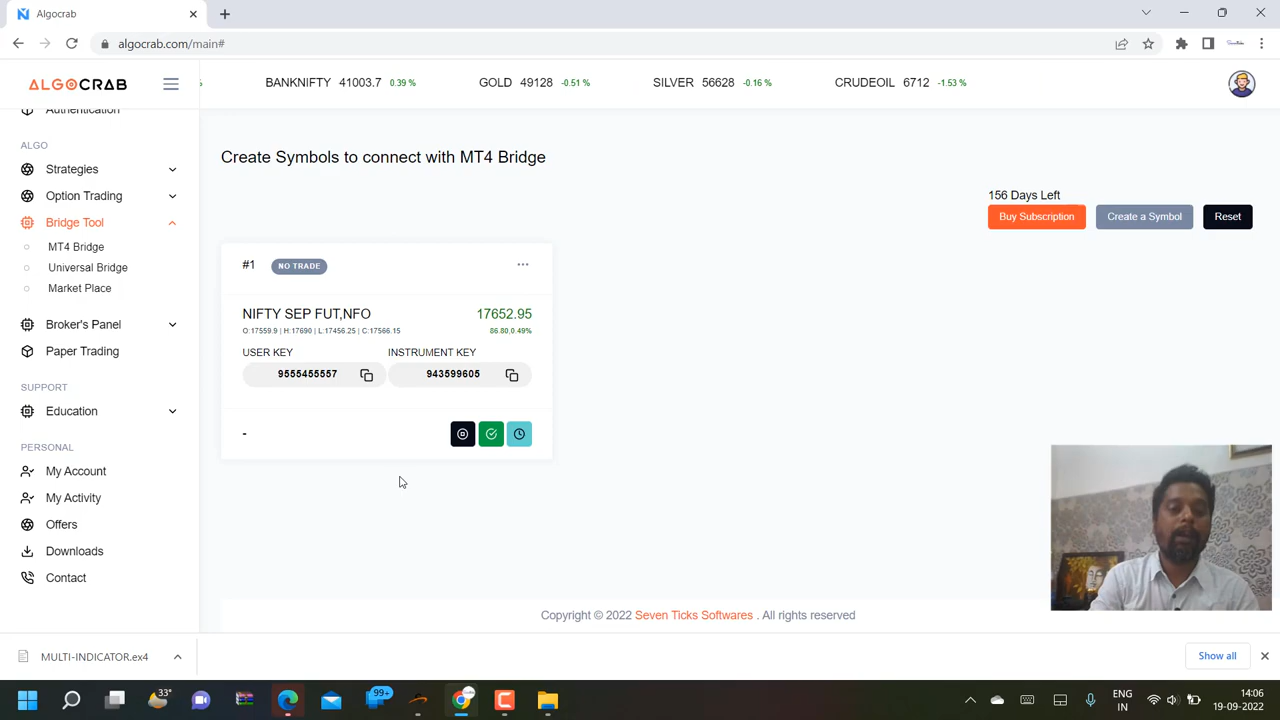 Algocrab
algocrab.com/main#
ALGOCRAB
%
BANKNIFTY 41003.7 0.39 %
GOLD 49128 -0.51 %
SILVER 56628 -0.16 %
CRUDEOIL 6712 -1.53 %
Authentication
ALGO
Strategies
Option Trading
Bridge Tool
MT4 Bridge
Universal Bridge
Market Place
Broker's Panel
Paper Trading
SUPPORT
Education
PERSONAL
My Account
My Activity
Offers
Downloads
Contact
Create Symbols to connect with MT4 Bridge
156 Days Left
Buy Subscription
Create a Symbol
Reset
#1 NO TRADE
NIFTY SEP FUT,NFO 17652.95
O:17559.9 | H:17690 | L:17456.25 | C:17566.15 86.80,0.49%
USER KEY INSTRUMENT KEY
9555455557 943599605
-
Copyright © 2022 Seven Ticks Softwares . All rights reserved
MULTI-INDICATOR.ex4
Show all
33°
99+
ENG
IN
14:06
19-09-2022